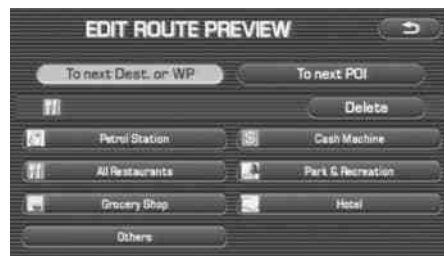 EDIT ROUTE PREVIEW
To next Dest. or WP To next POI
Delete
Petrol Station Cash Machine
All Restaurants Park & Recreation
Grocery Shop Hotel
Others